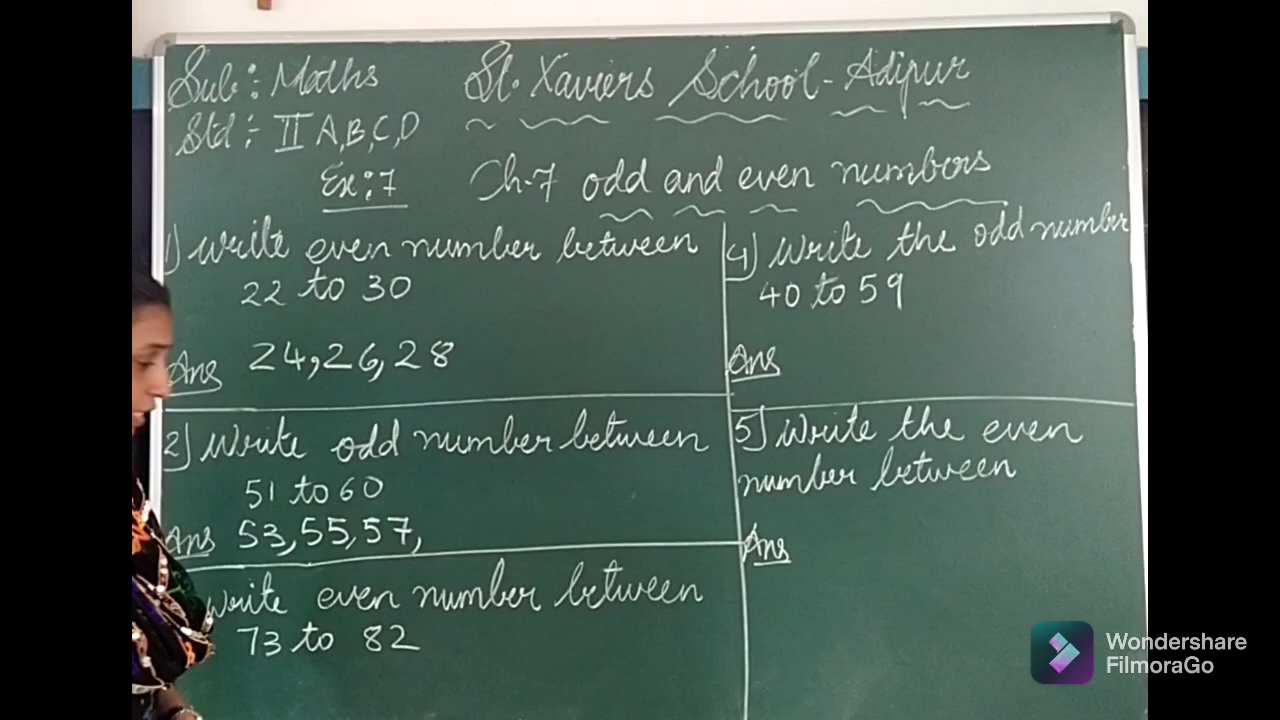 Sub:- Maths
St. Xaviers School-Adipur
Std:- II A,B,C,D
Ex:7
Ch-7 odd and even numbers
1) Write even number between
22 to 30
Ans 24,26,28
2) Write odd number between
51 to 60
Ans 53,55,57,
Write even number between
73 to 82
4) Write the odd number
40 to 59
Ans
5) Write the even
number between
Ans
Wondershare
FilmoraGo